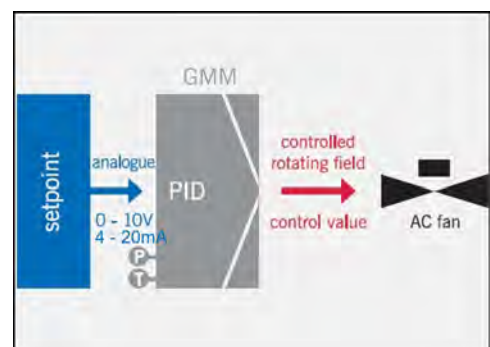 GMM
setpoint
analogue
0 - 10V
4 - 20mA
PID
P
T
controlled
rotating field
control value
AC fan